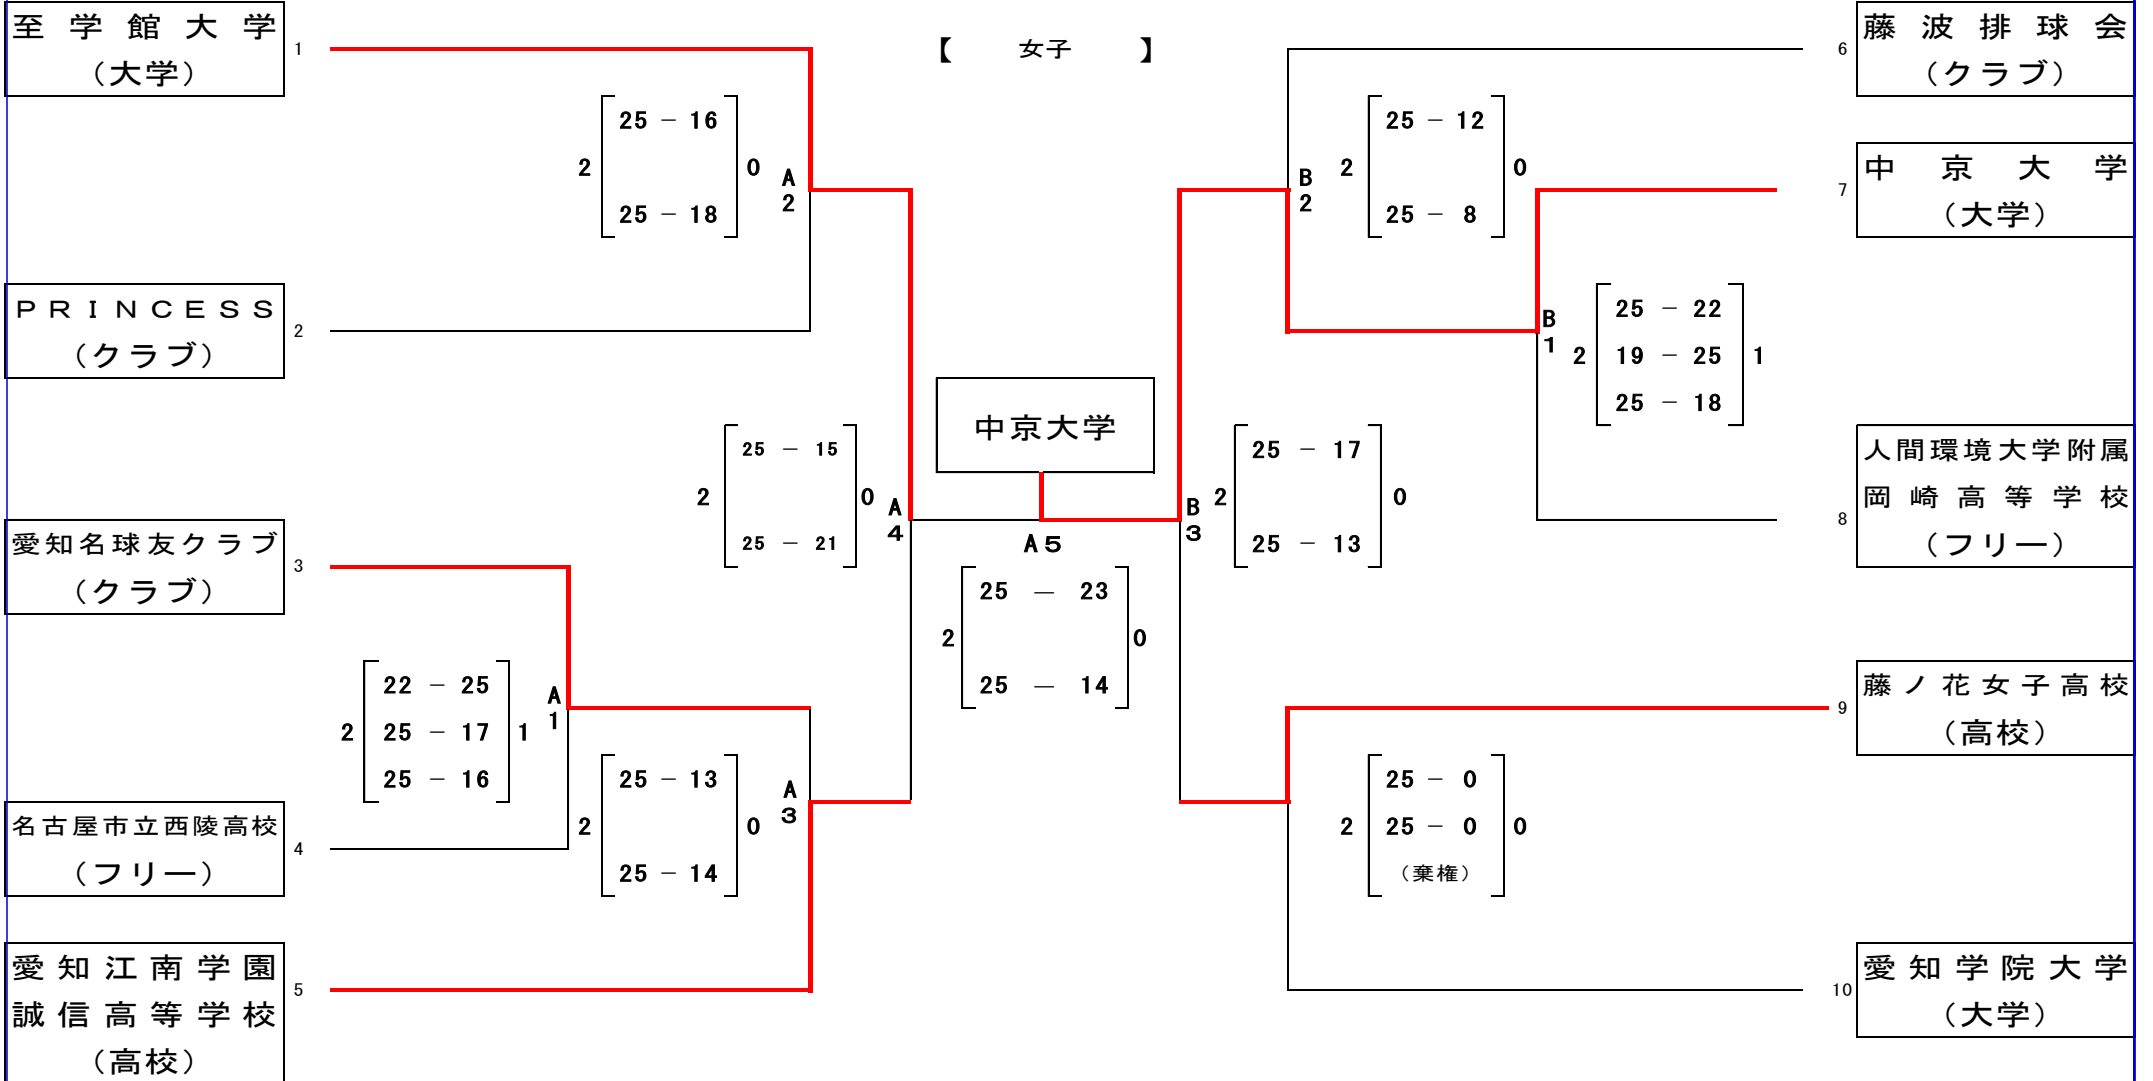 【 女子 】
至学館大学
（大学）
1
PRINCESS
（クラブ）
2
愛知名球友クラブ
（クラブ）
3
名古屋市立西陵高校
（フリー）
4
愛知江南学園
誠信高等学校
（高校）
5
25 － 16
2 0
25 － 18
A
2
22 － 25
2 25 － 17 1
25 － 16
A
1
25 － 13
2 0
25 － 14
A
3
25 － 15
2 0
25 － 21
A
4
中京大学
A5
25 － 23
2 0
25 － 14
25 － 17
2 0
25 － 13
B
3
25 － 12
2 0
25 － 8
B
2
25 － 22
2 19 － 25 1
25 － 18
B
1
25 － 0
2 25 － 0 0
（棄権）
6
藤波排球会
（クラブ）
7
中京大学
（大学）
8
人間環境大学附属
岡崎高等学校
（フリー）
9
藤ノ花女子高校
（高校）
10
愛知学院大学
（大学）